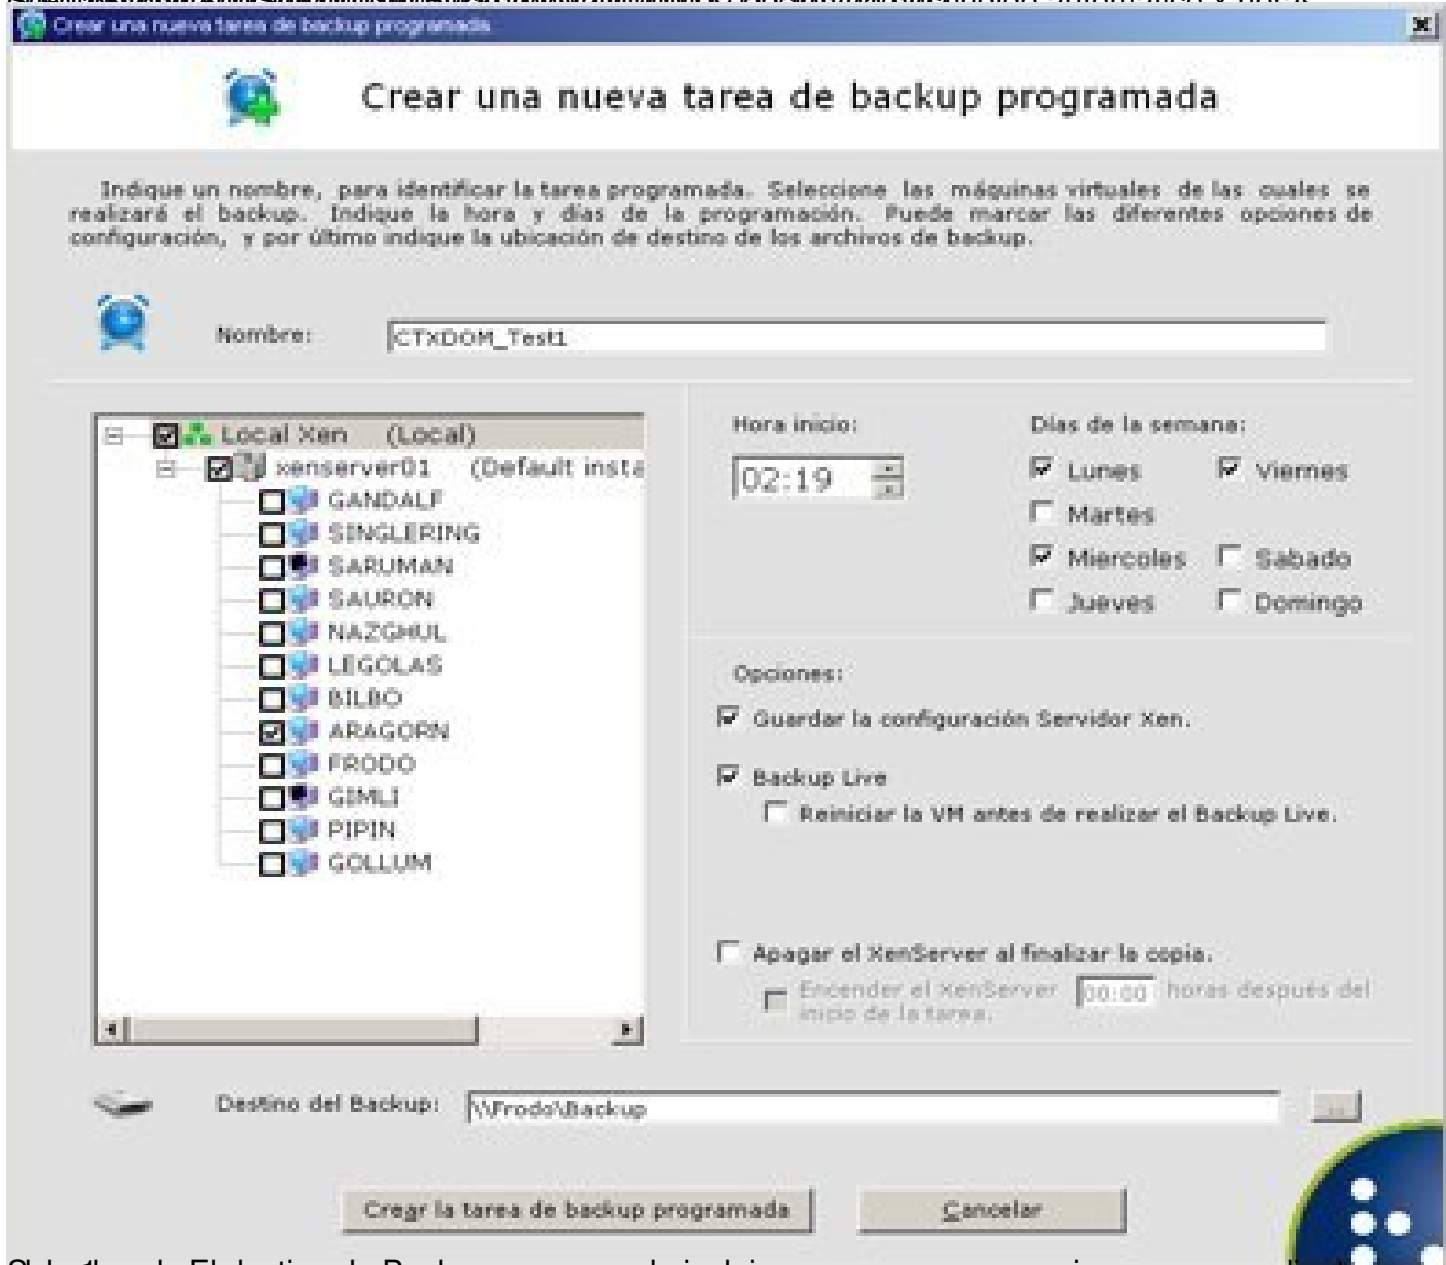 Crear una nueva tarea de backup programada
Crear una nueva tarea de backup programada
Indique un nombre, para identificar la tarea programada. Seleccione las máquinas virtuales de las cuales se
realizará el backup. Indique la hora y días de la programación. Puede marcar las diferentes opciones de
configuración, y por último indique la ubicación de destino de los archivos de backup.
Nombre:
CTXDOM_Test1
Local Xen (Local)
xenserver01 (Default insta
GANDALF
SINGLERING
SARUMAN
SAURON
NAZGHUL
LEGOLAS
BILBO
ARAGORN
FRODO
GIMLI
PIPIN
GOLLUM
Hora inicio:
02:19
Días de la semana:
Lunes
Viernes
Martes
Miercoles
Sabado
Jueves
Domingo
Opciones:
Guardar la configuración Servidor Xen.
Backup Live
Reiniciar la VM antes de realizar el Backup Live.
Apagar el XenServer al finalizar la copia.
Encender el XenServer 00:00 horas después del
inicio de la tarea.
Destino del Backup:
\\Frodo\Backup
...
Crear la tarea de backup programada
Cancelar